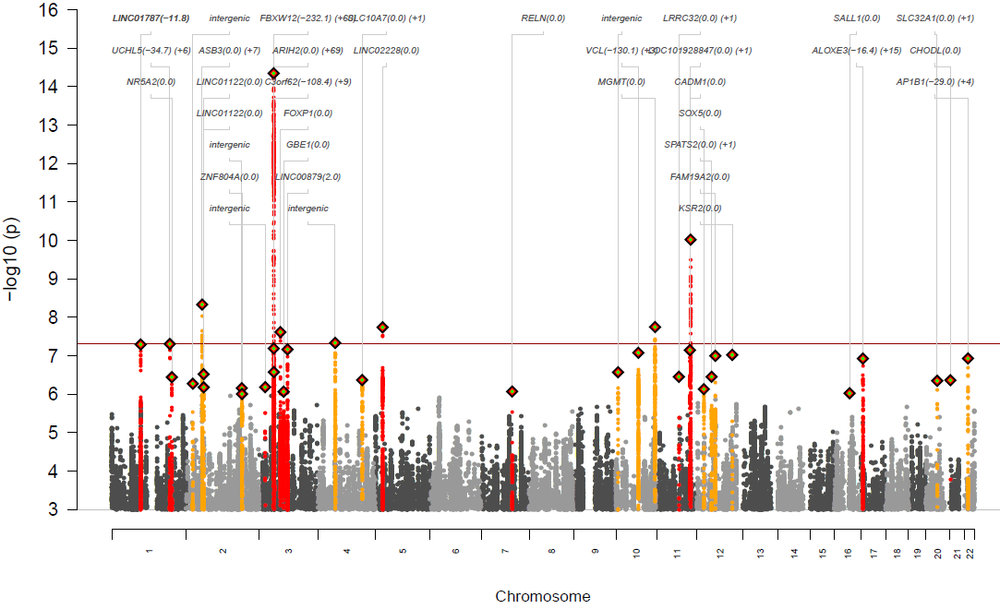 16
15
14
13
12
11
10
9
8
7
6
5
4
3
−log10 (p)
LINC01787(−11.8) intergenic FBXW12(−232.1) SLC10A7(0.0) (+1) RELN(0.0) intergenic LRRC32(0.0) (+1) SALL1(0.0) SLC32A1(0.0) (+1)
UCHL5(−34.7) (+6) ASB3(0.0) (+7) ARIH2(0.0) (+69) LINC02228(0.0) VCL(−130.1) LOC101928847(0.0) (+1) ALOXE3(−16.4) (+15) CHODL(0.0)
NR5A2(0.0) LINC01122(0.0) C3orf62(−108.4) (+9) MGMT(0.0) CADM1(0.0) AP1B1(−29.0) (+4)
LINC01122(0.0) FOXP1(0.0) SOX5(0.0)
intergenic GBE1(0.0) SPATS2(0.0) (+1)
ZNF804A(0.0) LINC00879(2.0) FAM19A2(0.0)
intergenic intergenic KSR2(0.0)
1 2 3 4 5 6 7 8 9 10 11 12 13 14 15 16 17 18 19 20 21 22
Chromosome